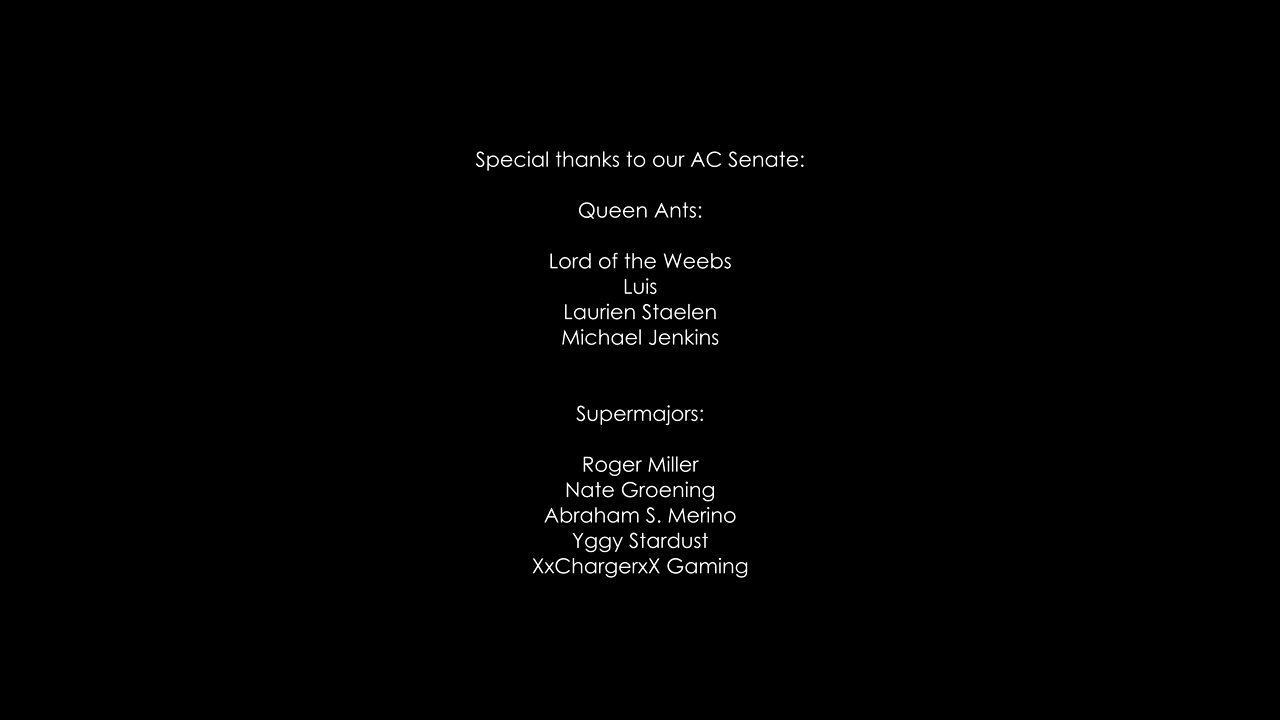 Special thanks to our AC Senate:
Queen Ants:
Lord of the Weebs
Luis
Laurien Staelen
Michael Jenkins
Supermajors:
Roger Miller
Nate Groening
Abraham S. Merino
Yggy Stardust
XxChargerxX Gaming